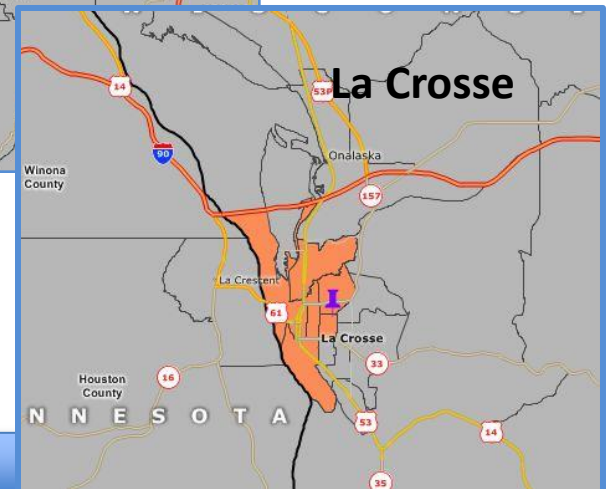 W I S C O N S I
La Crosse
14
53P
90
Onalaska
Winona
County
157
La Crescent
61
La Crosse
33
16
Houston
County
N N E S O T A
53
14
35